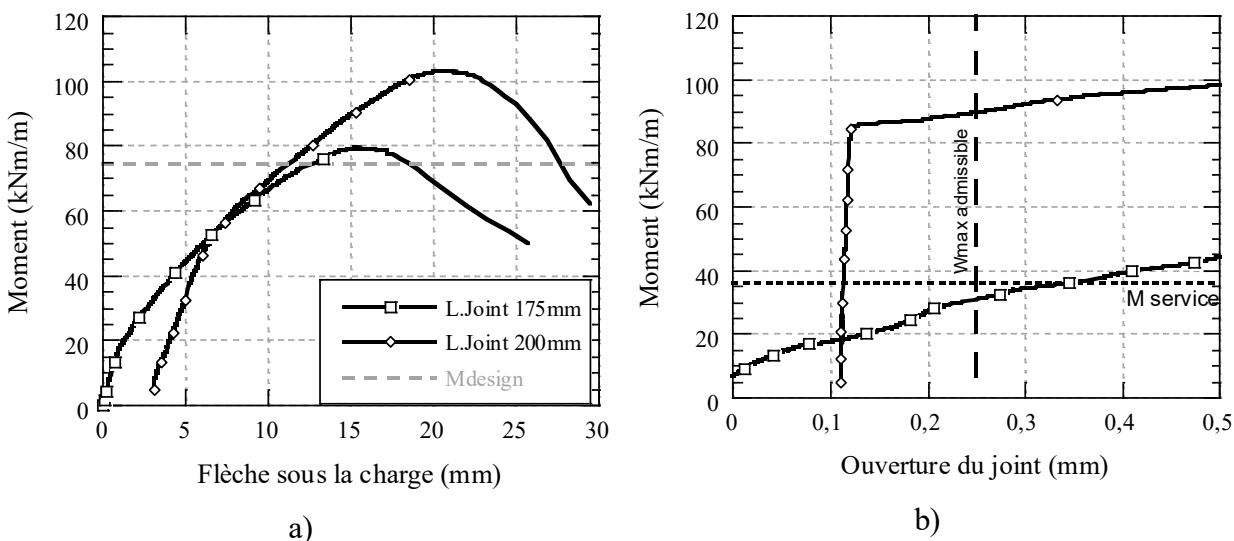 120
100
80
60
40
20
0
Moment (kNm/m)
0
5
10
15
20
25
30
Flèche sous la charge (mm)
L.Joint 175mm
L.Joint 200mm
Mdesign
a)
120
100
80
60
40
20
0
Moment (kNm/m)
Wmax admissible
M service
0
0,1
0,2
0,3
0,4
0,5
Ouverture du joint (mm)
b)